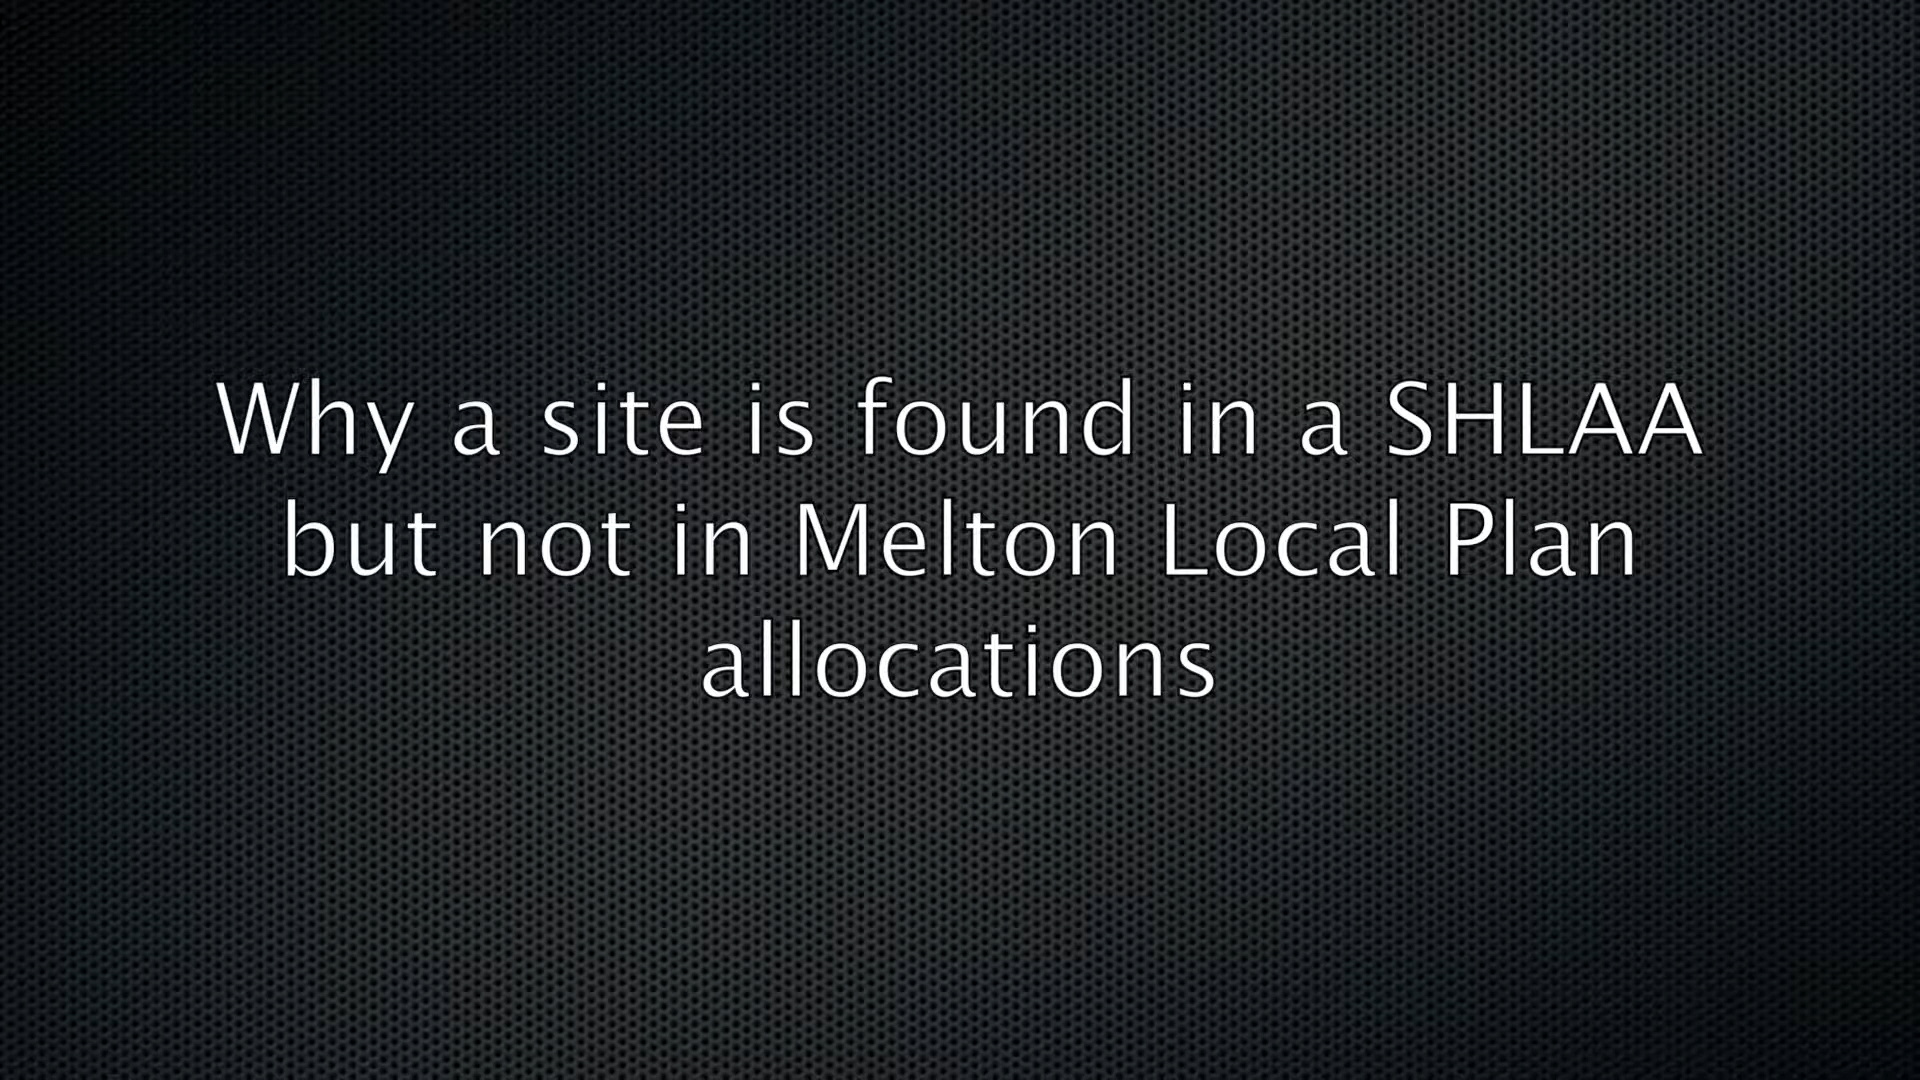 Why a site is found in a SHLAA
but not in Melton Local Plan
allocations